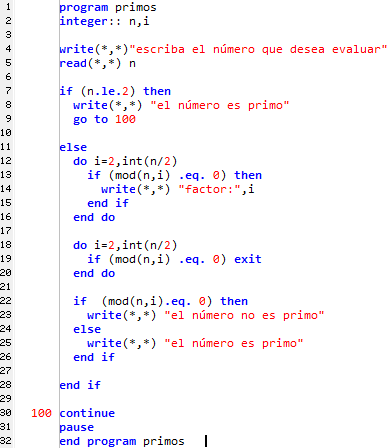 1 program primos
2 integer:: n,i
3
4 write(*,*)"escriba el número que desea evaluar"
5 read(*,*) n
6
7 if (n.le.2) then
8 write(*,*) "el número es primo"
9 go to 100
10
11 else
12 do i=2,int(n/2)
13 if (mod(n,i) .eq. 0) then
14 write(*,*) "factor:",i
15 end if
16 end do
17
18 do i=2,int(n/2)
19 if (mod(n,i) .eq. 0) exit
20 end do
21
22 if (mod(n,i).eq. 0) then
23 write(*,*) "el número no es primo"
24 else
25 write(*,*) "el número es primo"
26 end if
27
28 end if
29
30 100 continue
31 pause
32 end program primos